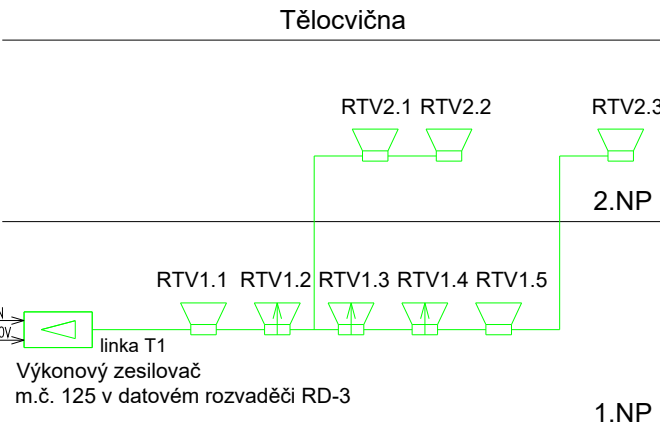 Tělocvična
RTV2.1 RTV2.2 RTV2.3
2.NP
RTV1.1 RTV1.2 RTV1.3 RTV1.4 RTV1.5
linka T1
Výkonový zesilovač
m.č. 125 v datovém rozvaděči RD-3
1.NP